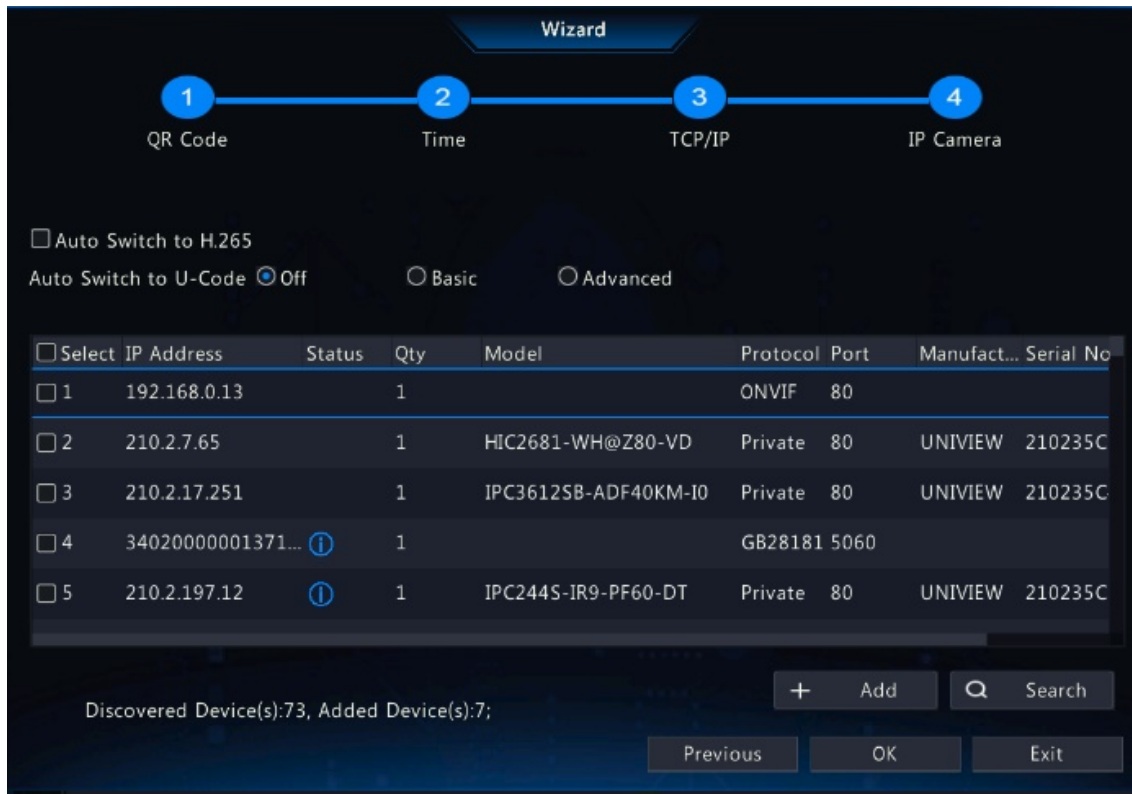 Wizard
1 2 3 4
QR Code Time TCP/IP IP Camera
Auto Switch to H.265
Auto Switch to U-Code Off Basic Advanced
Select IP Address Status Qty Model Protocol Port Manufact... Serial No
1 192.168.0.13 1 ONVIF 80
2 210.2.7.65 1 HIC2681-WH@Z80-VD Private 80 UNIVIEW 210235C
3 210.2.17.251 1 IPC3612SB-ADF40KM-I0 Private 80 UNIVIEW 210235C
4 34020000001371... 1 GB28181 5060
5 210.2.197.12 1 IPC244S-IR9-PF60-DT Private 80 UNIVIEW 210235C
+ Add Search
Discovered Device(s):73, Added Device(s):7;
Previous OK Exit